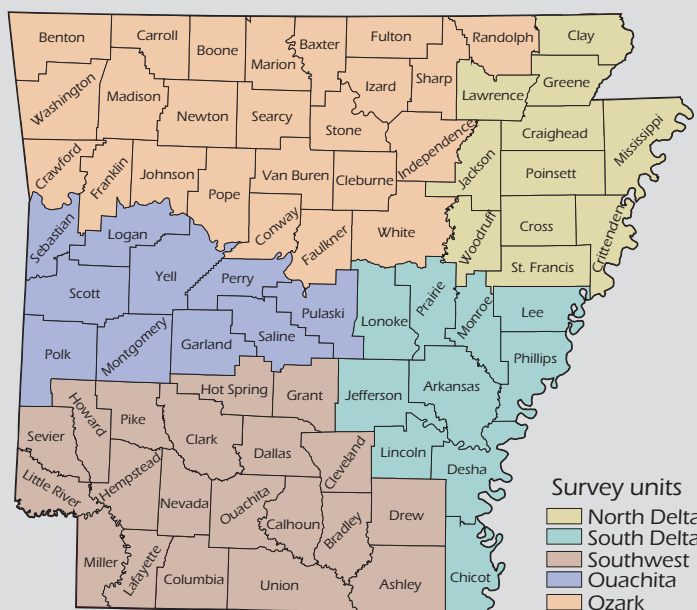 Benton
Carroll
Boone
Marion
Baxter
Fulton
Randolph
Clay
Washington
Madison
Newton
Searcy
Stone
Izard
Sharp
Lawrence
Greene
Craighead
Mississippi
Crawford
Franklin
Johnson
Pope
Van Buren
Cleburne
Independence
Jackson
Poinsett
Conway
Faulkner
White
Woodruff
Cross
St. Francis
Crittenden
Sebastian
Logan
Scott
Yell
Perry
Pulaski
Lonoke
Prairie
Monroe
Lee
Phillips
Polk
Montgomery
Garland
Saline
Hot Spring
Grant
Jefferson
Arkansas
Sevier
Howard
Pike
Clark
Dallas
Cleveland
Lincoln
Desha
Little River
Hempstead
Nevada
Ouachita
Calhoun
Bradley
Drew
Miller
Lafayette
Columbia
Union
Ashley
Chicot
Survey units
North Delta
South Delta
Southwest
Ouachita
Ozark